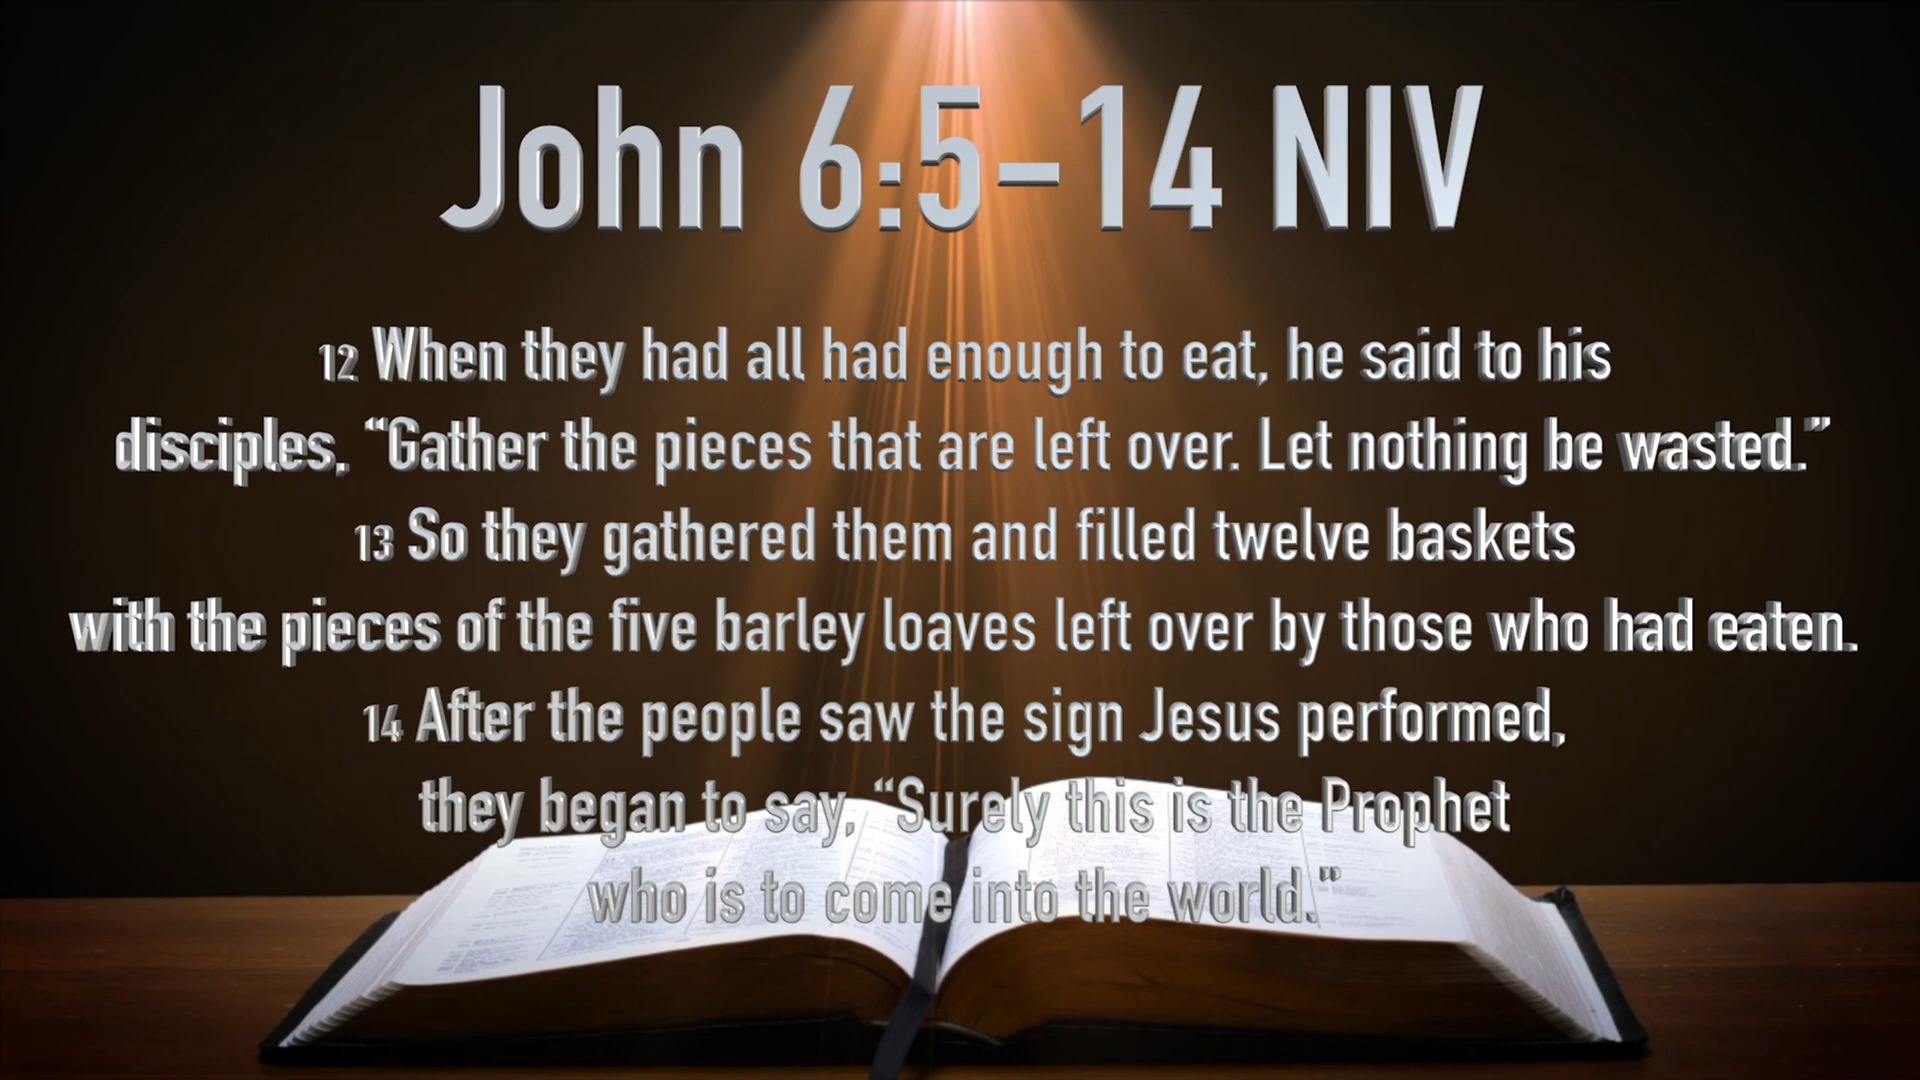 John 6:5–14 NIV
12 When they had all had enough to eat, he said to his
disciples, “Gather the pieces that are left over. Let nothing be wasted.”
13 So they gathered them and filled twelve baskets
with the pieces of the five barley loaves left over by those who had eaten.
14 After the people saw the sign Jesus performed,
they began to say, “Surely this is the Prophet
who is to come into the world.”